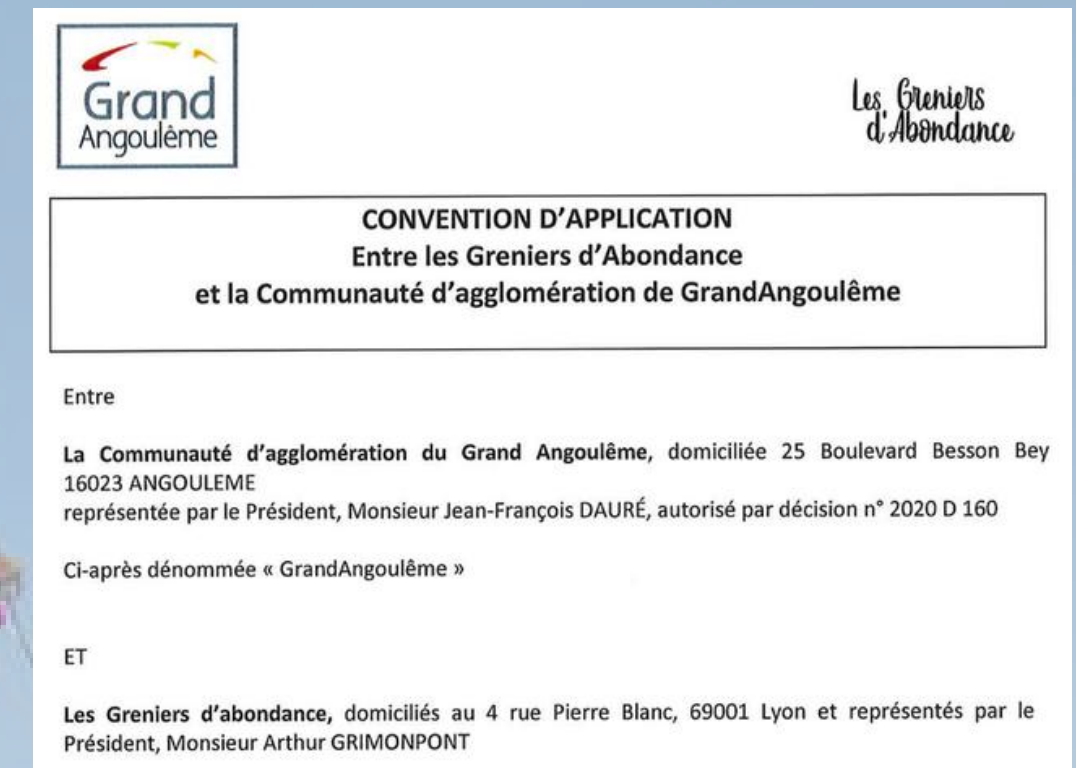 Grand
Angoulême
Les Greniers
d'Abondance
CONVENTION D'APPLICATION
Entre les Greniers d'Abondance
et la Communauté d'agglomération de GrandAngoulême
Entre
La Communauté d'agglomération du Grand Angoulême, domiciliée 25 Boulevard Besson Bey
16023 ANGOULEME
représentée par le Président, Monsieur Jean-François DAURÉ, autorisé par décision n° 2020 D 160
Ci-après dénommée « GrandAngoulême »
ET
Les Greniers d'abondance, domiciliés au 4 rue Pierre Blanc, 69001 Lyon et représentés par le
Président, Monsieur Arthur GRIMONPONT